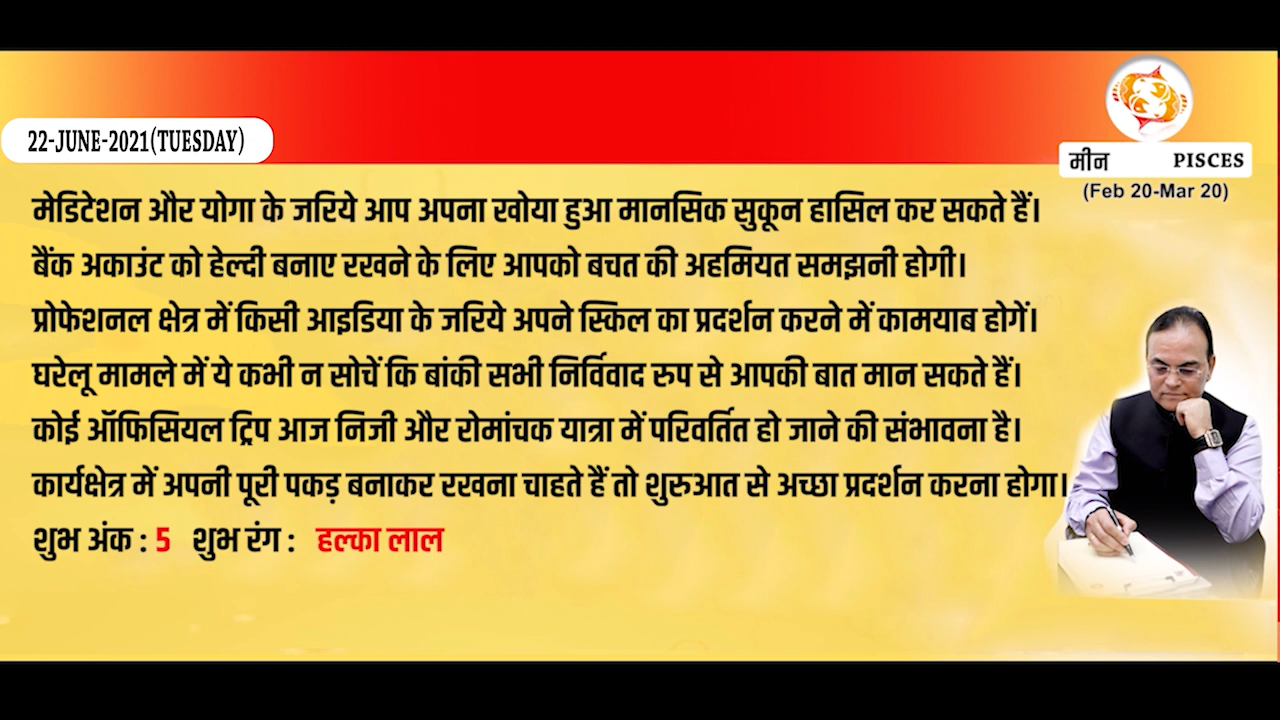 22-JUNE-2021(TUESDAY)
मीन PISCES
(Feb 20-Mar 20)
मेडिटेशन और योगा के जरिये आप अपना खोया हुआ मानसिक सुकून हासिल कर सकते हैं।
बैंक अकाउंट को हेल्दी बनाए रखने के लिए आपको बचत की अहमियत समझनी होगी।
प्रोफेशनल क्षेत्र में किसी आइडिया के जरिये अपने स्किल का प्रदर्शन करने में कामयाब होगें।
घरेलू मामले में ये कभी न सोचें कि बांकी सभी निर्विवाद रुप से आपकी बात मान सकते हैं।
कोई ऑफिसियल ट्रिप आज निजी और रोमांचक यात्रा में परिवर्तित हो जाने की संभावना है।
कार्यक्षेत्र में अपनी पूरी पकड़ बनाकर रखना चाहते हैं तो शुरुआत से अच्छा प्रदर्शन करना होगा।
शुभ अंक : 5 शुभ रंग : हल्का लाल